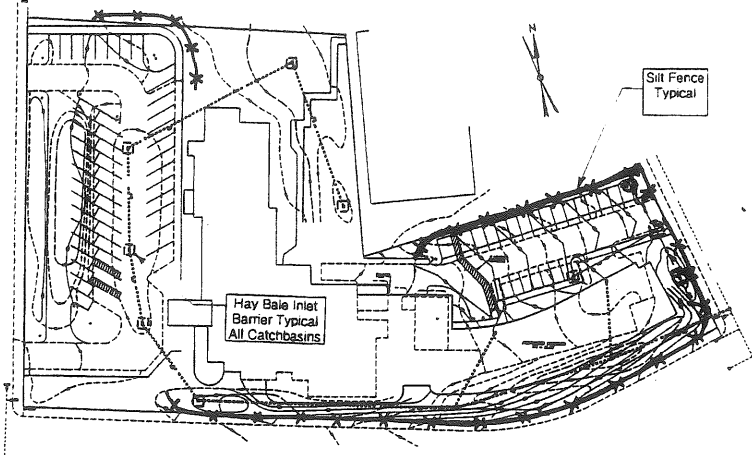 N
Silt Fence
Typical
Hay Bale Inlet
Barrier Typical
All Catchbasins